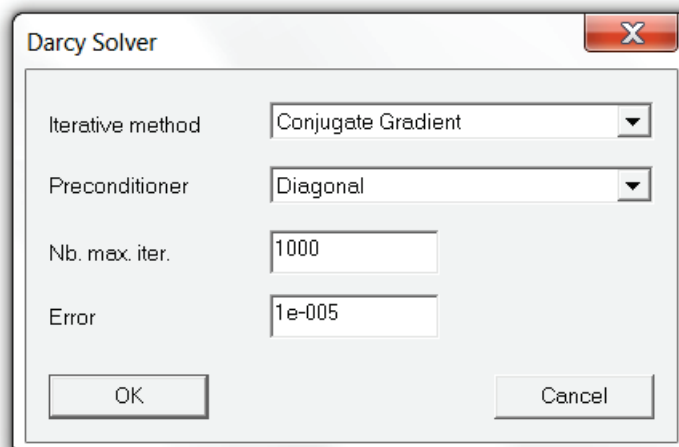 Darcy Solver
Iterative method Conjugate Gradient
Preconditioner Diagonal
Nb. max. iter. 1000
Error 1e-005
OK Cancel